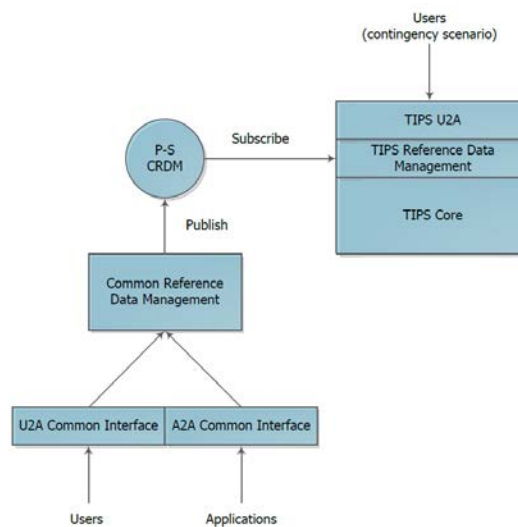 Users
(contingency scenario)
TIPS U2A
TIPS Reference Data
Management
TIPS Core
P-S
CRDM
Subscribe
Publish
Common Reference
Data Management
U2A Common Interface
A2A Common Interface
Users
Applications